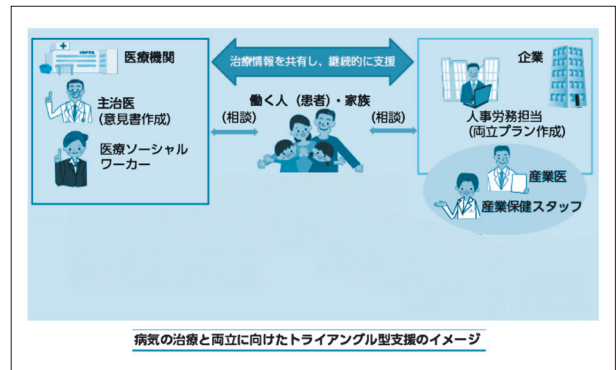 医療機関
主治医
(意見書作成)
医療ソーシャル
ワーカー
治療情報を共有し、継続的に支援
働く人(患者)・家族
(相談)
(相談)
企業
人事労務担当
(両立プラン作成)
産業医
産業保健スタッフ
病気の治療と両立に向けたトライアングル型支援のイメージ